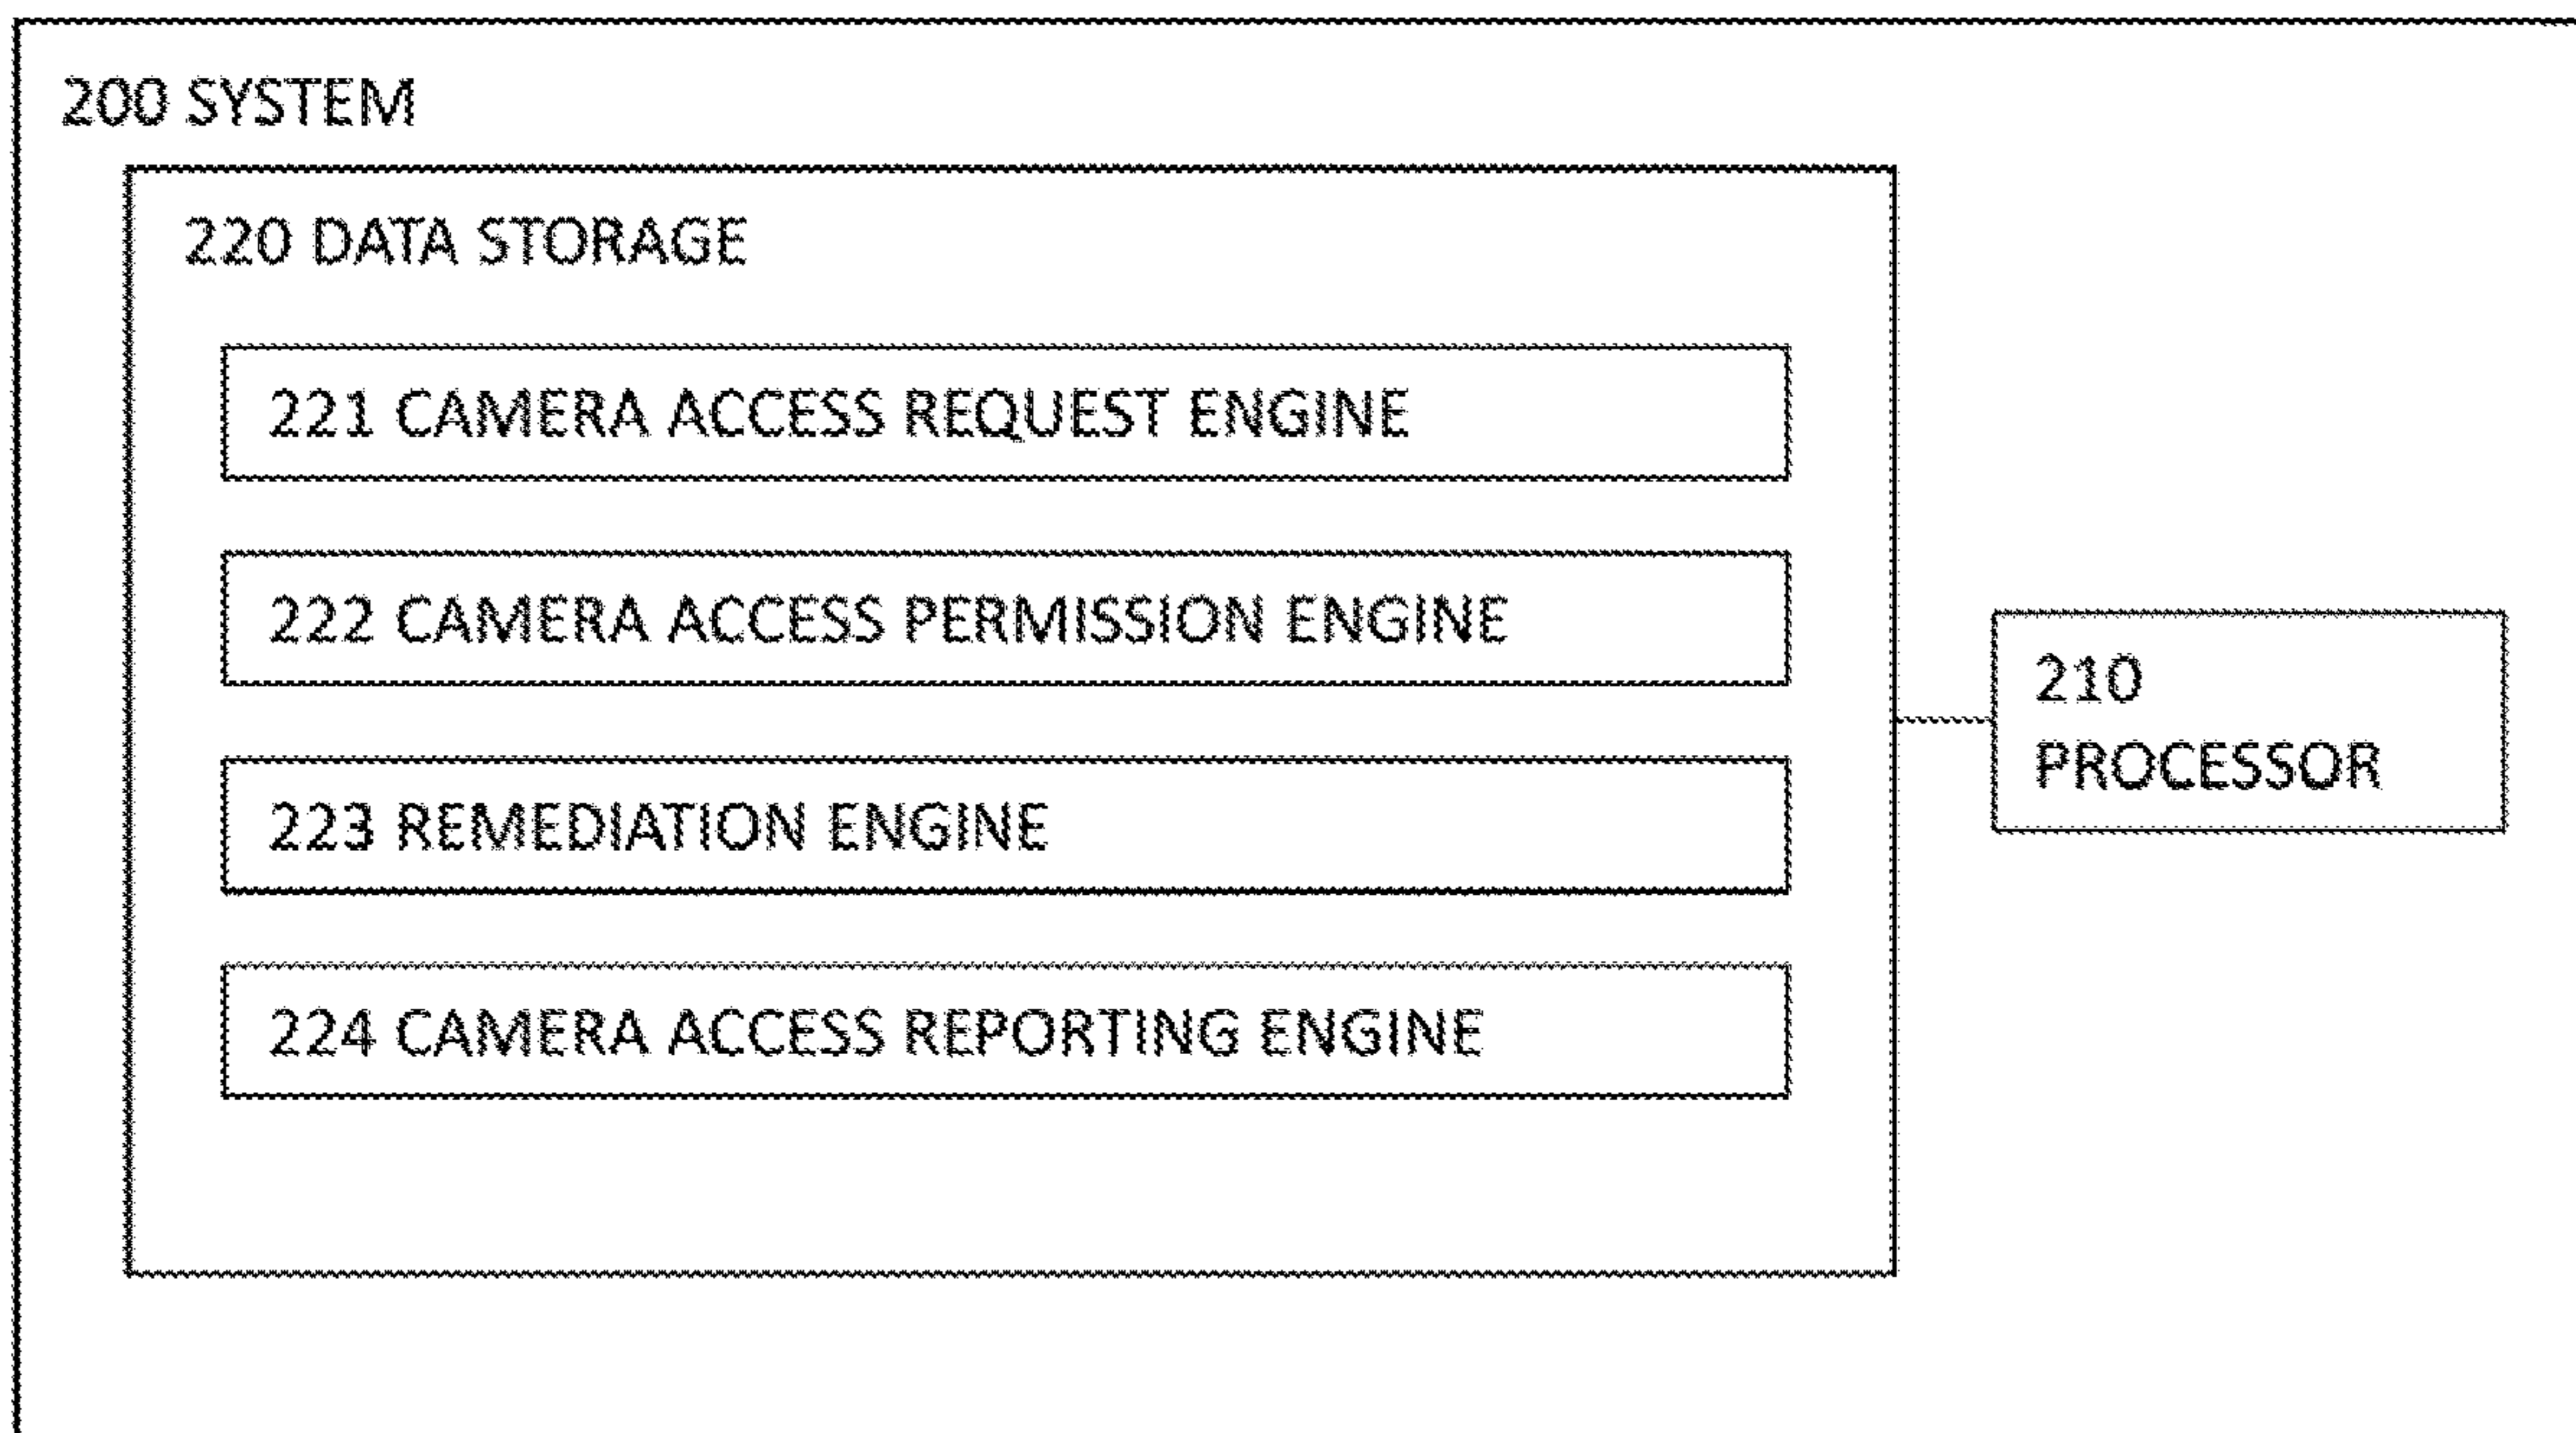 200 SYSTEM
220 DATA STORAGE
221 CAMERA ACCESS REQUEST ENGINE
222 CAMERA ACCESS PERMISSION ENGINE
223 REMEDIATION ENGINE
224 CAMERA ACCESS REPORTING ENGINE
210
PROCESSOR